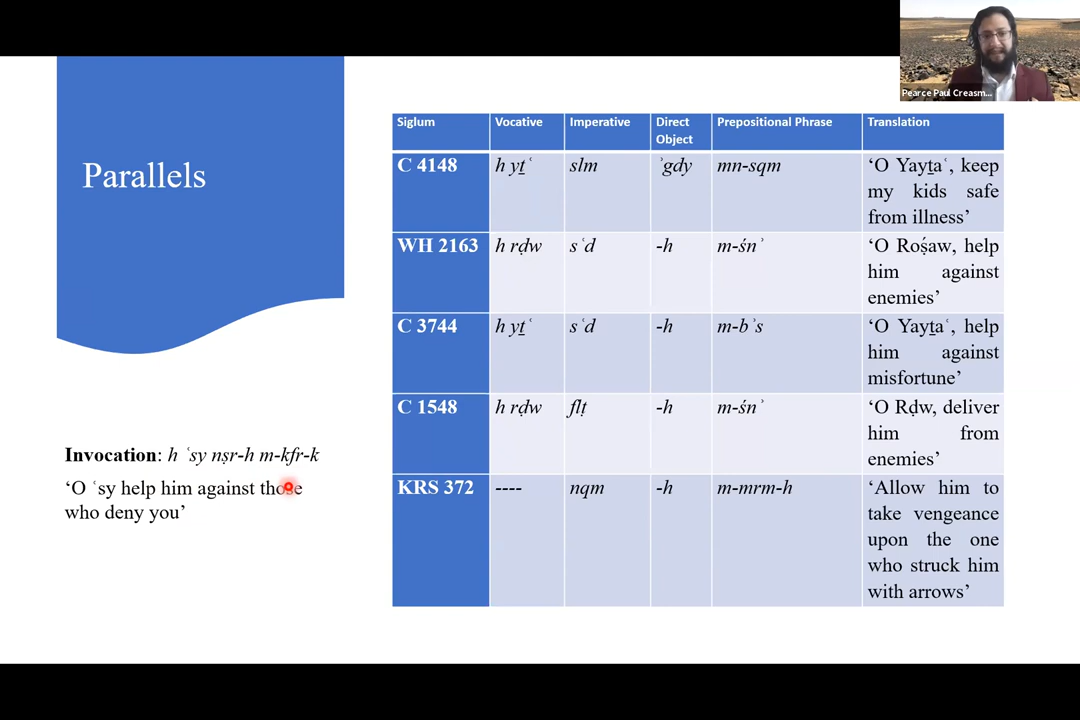 Pearce Paul Creasm...
Parallels
Siglum Vocative Imperative Direct Object Prepositional Phrase Translation
C 4148 h yṯʿ slm ʾgdy mn-sqm ‘O Yayṯaʿ, keep
my kids safe
from illness’
WH 2163 h rḍw sʿd -h m-śnʾ ‘O Roṣ́aw, help
him against
enemies’
C 3744 h yṯʿ sʿd -h m-bʾs ‘O Yayṯaʿ, help
him against
misfortune’
C 1548 h rḍw flṭ -h m-śnʾ ‘O Rḍw, deliver
him from
enemies’
KRS 372 ---- nqm -h m-mrm-h ‘Allow him to
take vengeance
upon the one
who struck him
with arrows’
Invocation: h ʿsy nṣr-h m-kfr-k
‘O ʿsy help him against those
who deny you’